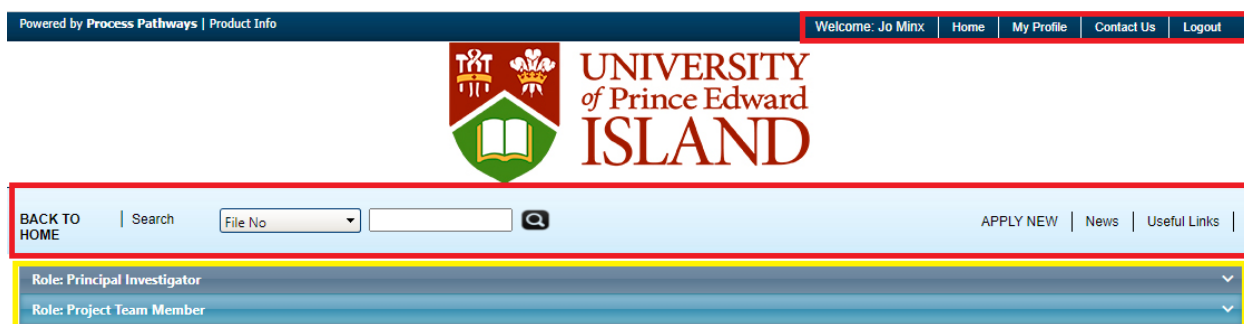 Powered by Process Pathways | Product Info
Welcome: Jo Minx | Home | My Profile | Contact Us | Logout
UNIVERSITY
of Prince Edward
ISLAND
BACK TO
HOME
| Search
File No
APPLY NEW | News | Useful Links |
Role: Principal Investigator
Role: Project Team Member